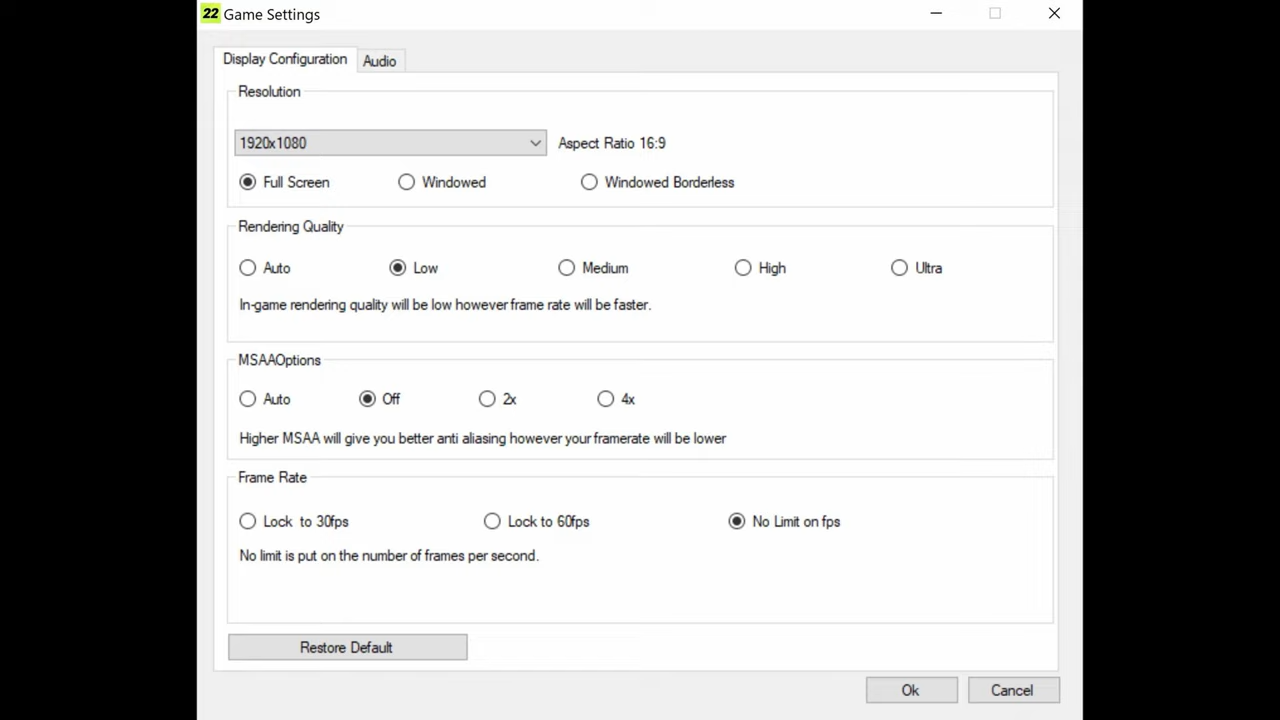 22 Game Settings
Display Configuration Audio
Resolution
1920x1080 Aspect Ratio 16:9
Full Screen Windowed Windowed Borderless
Rendering Quality
Auto Low Medium High Ultra
In-game rendering quality will be low however frame rate will be faster.
MSAAOptions
Auto Off 2x 4x
Higher MSAA will give you better anti aliasing however your framerate will be lower
Frame Rate
Lock to 30fps Lock to 60fps No Limit on fps
No limit is put on the number of frames per second.
Restore Default
Ok Cancel